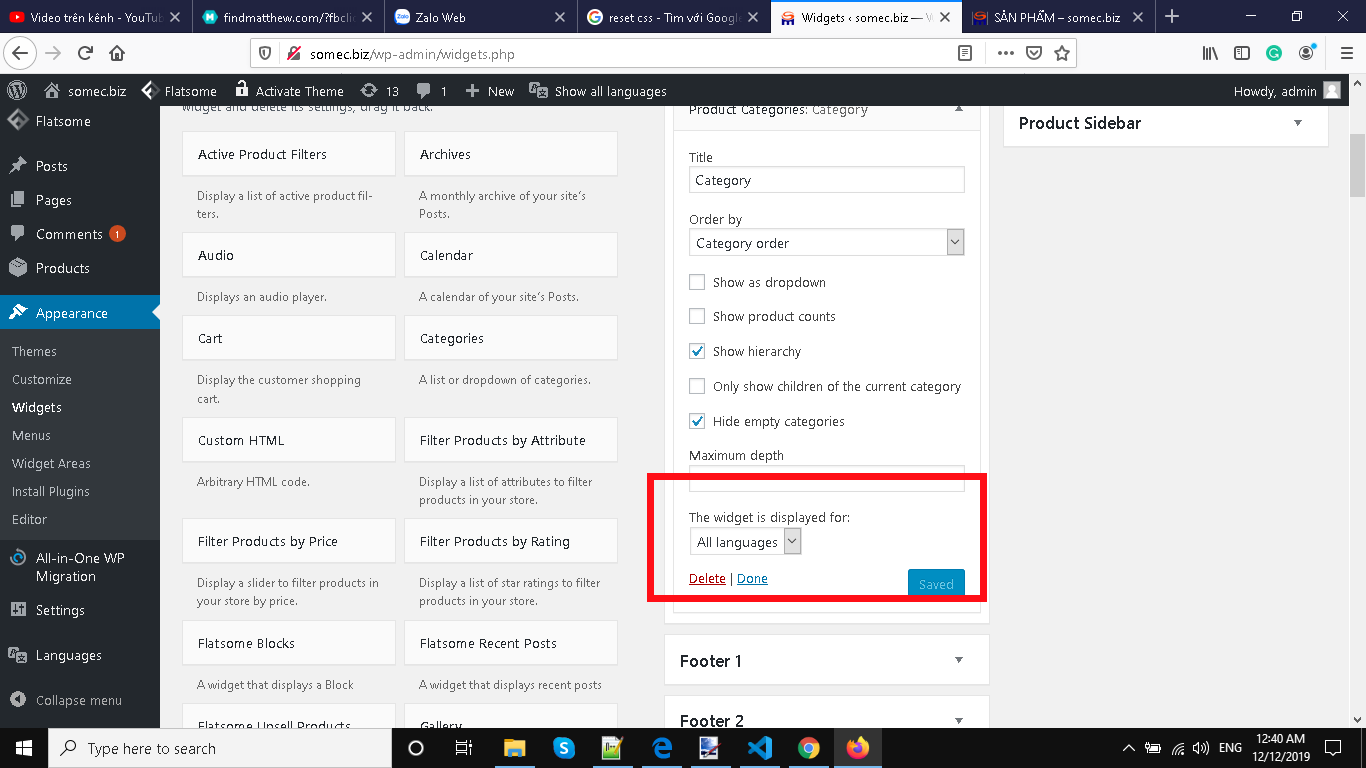 Video trên kênh - YouTu
findmatthew.com/?fbcli
Zalo Web
reset css - Tìm với Googl
Widgets ‹ somec.biz — W
SẢN PHẨM – somec.biz
somec.biz/wp-admin/widgets.php
somec.biz
Flatsome
Activate Theme
13
1
New
Show all languages
Howdy, admin
Flatsome
Posts
Pages
Comments 1
Products
Appearance
Themes
Customize
Widgets
Menus
Widget Areas
Install Plugins
Editor
All-in-One WP
Migration
Settings
Languages
Collapse menu
widget and delete its settings, drag it back.
Active Product Filters
Display a list of active product fil-
ters.
Archives
A monthly archive of your site's
Posts.
Audio
Displays an audio player.
Calendar
A calendar of your site's Posts.
Cart
Display the customer shopping
cart.
Categories
A list or dropdown of categories.
Custom HTML
Arbitrary HTML code.
Filter Products by Attribute
Display a list of attributes to filter
products in your store.
Filter Products by Price
Display a slider to filter products in
your store by price.
Filter Products by Rating
Display a list of star ratings to filter
products in your store.
Flatsome Blocks
A widget that displays a Block
Flatsome Recent Posts
A widget that displays recent posts
Flatsome Upsell Products
Gallery
Product Categories: Category
Title
Category
Order by
Category order
Show as dropdown
Show product counts
Show hierarchy
Only show children of the current category
Hide empty categories
Maximum depth
The widget is displayed for:
All languages
Delete | Done
Saved
Footer 1
Footer 2
Product Sidebar
Type here to search
ENG
12:40 AM
12/12/2019